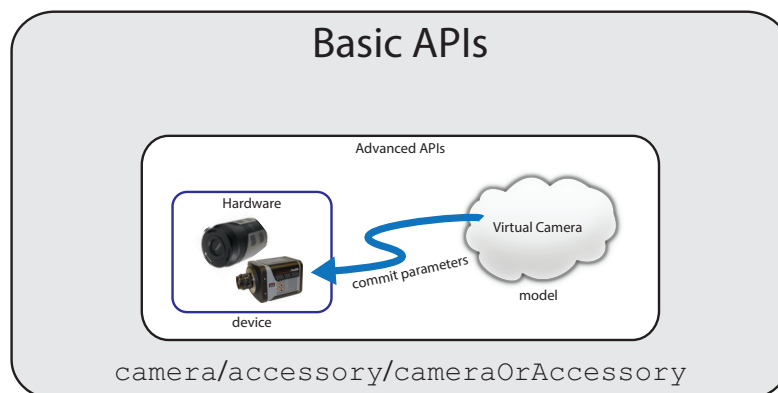 Basic APIs
Advanced APIs
Hardware
Virtual Camera
commit parameters
model
device
camera/accessory/cameraOrAccessory